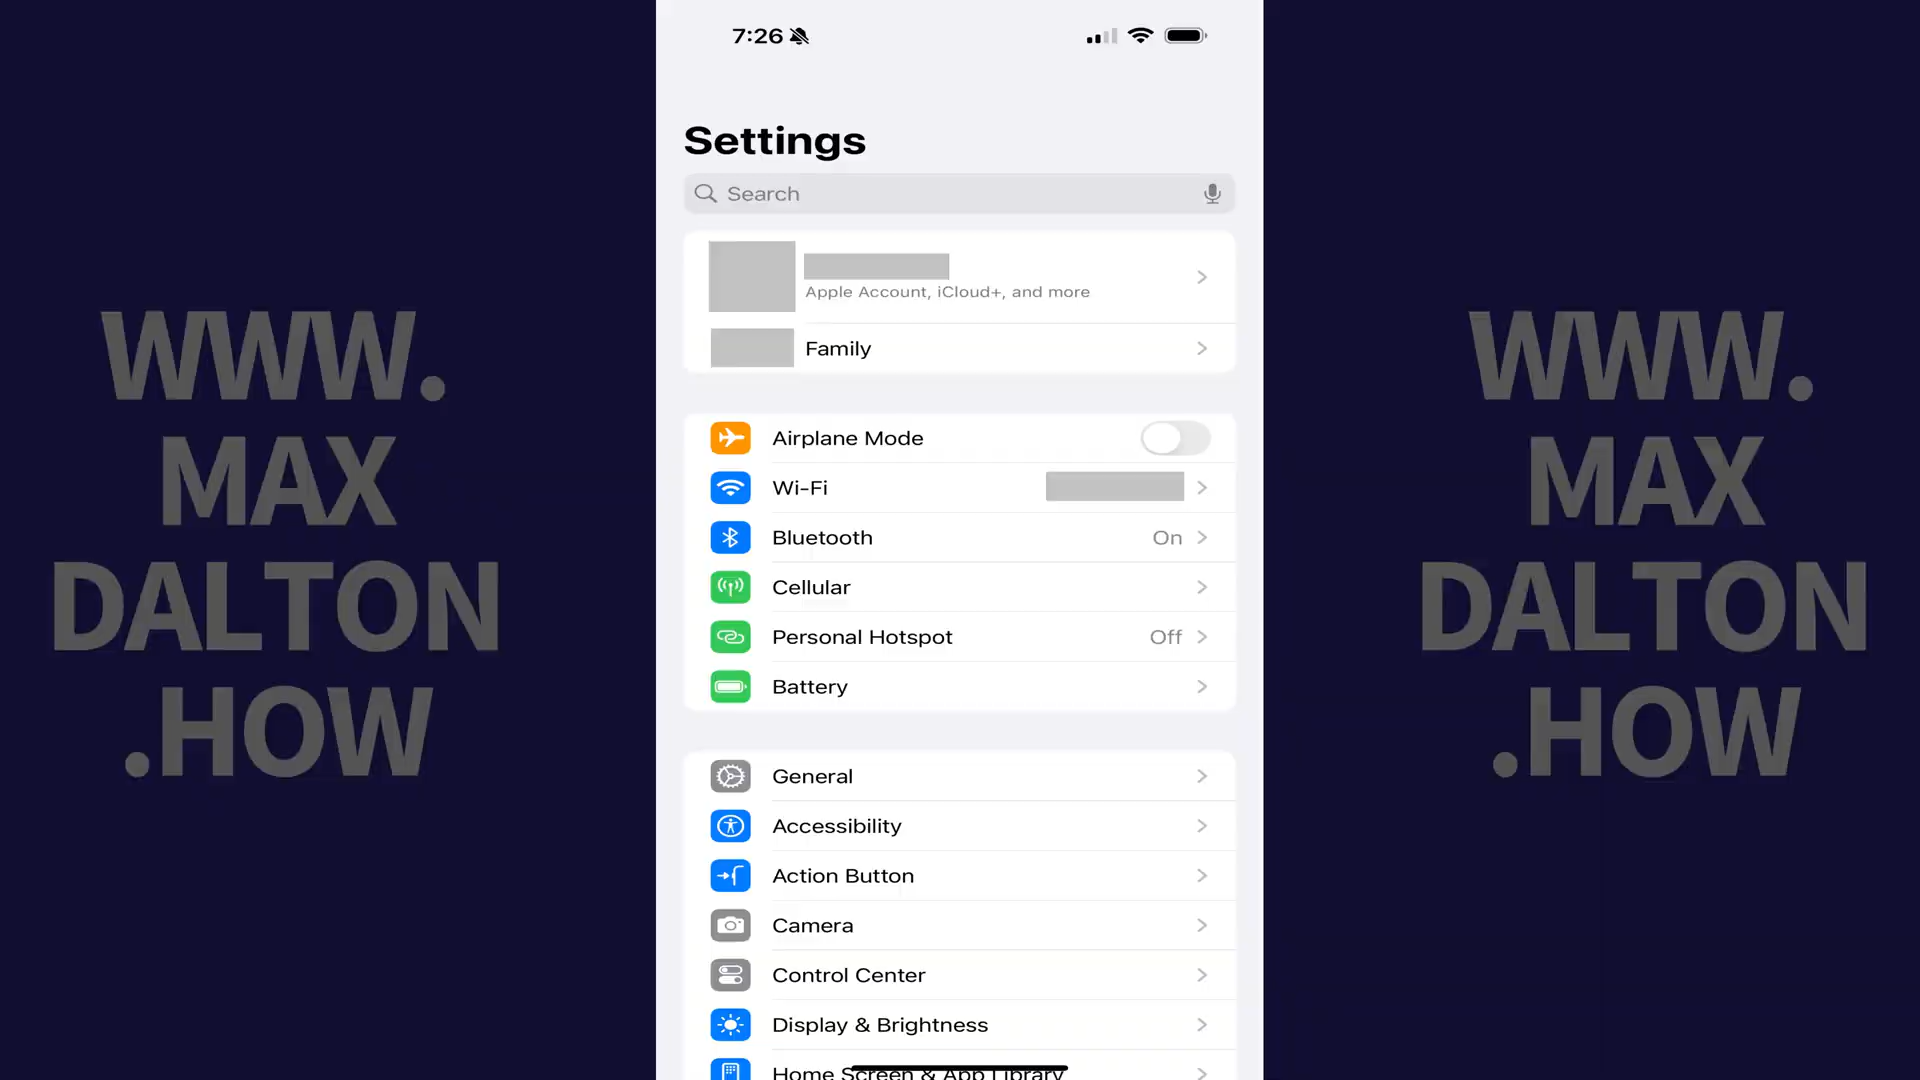 WWW.
MAX
DALTON
.HOW
7:26
Settings
Search
Apple Account, iCloud+, and more
Family
Airplane Mode
Wi-Fi
Bluetooth On
Cellular
Personal Hotspot Off
Battery
General
Accessibility
Action Button
Camera
Control Center
Display & Brightness
Home Screen & App Library
WWW.
MAX
DALTON
.HOW